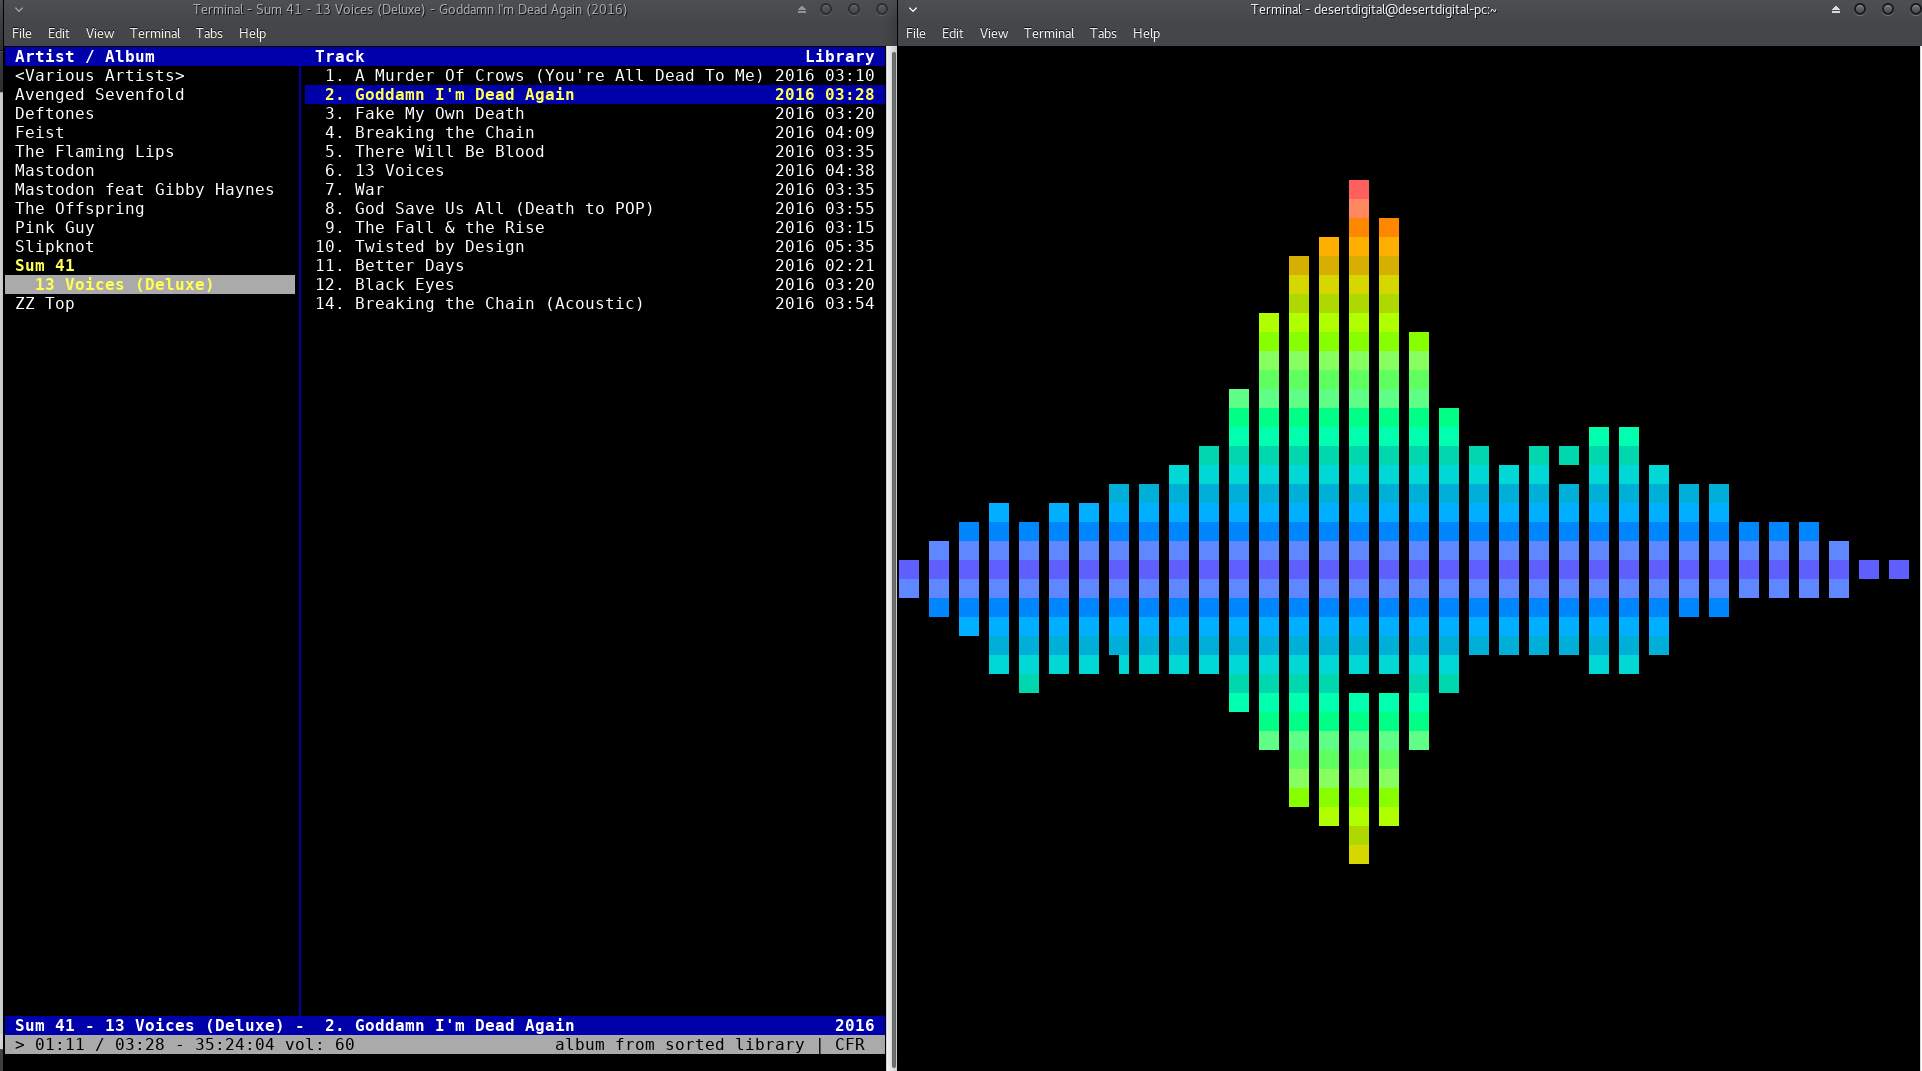 Terminal - Sum 41 - 13 Voices (Deluxe) - Goddamn I'm Dead Again (2016)
File Edit View Terminal Tabs Help
Artist / Album Track Library
<Various Artists> 1. A Murder Of Crows (You're All Dead To Me) 2016 03:10
Avenged Sevenfold 2. Goddamn I'm Dead Again 2016 03:28
Deftones 3. Fake My Own Death 2016 03:20
Feist 4. Breaking the Chain 2016 04:09
The Flaming Lips 5. There Will Be Blood 2016 03:35
Mastodon 6. 13 Voices 2016 04:38
Mastodon feat Gibby Haynes 7. War 2016 03:35
The Offspring 8. God Save Us All (Death to POP) 2016 03:55
Pink Guy 9. The Fall & the Rise 2016 03:15
Slipknot 10. Twisted by Design 2016 05:35
Sum 41 11. Better Days 2016 02:21
13 Voices (Deluxe) 12. Black Eyes 2016 03:20
ZZ Top 14. Breaking the Chain (Acoustic) 2016 03:54
Sum 41 - 13 Voices (Deluxe) - 2. Goddamn I'm Dead Again 2016
> 01:11 / 03:28 - 35:24:04 vol: 60 album from sorted library | CFR
Terminal - desertdigital@desertdigital-pc:~
File Edit View Terminal Tabs Help